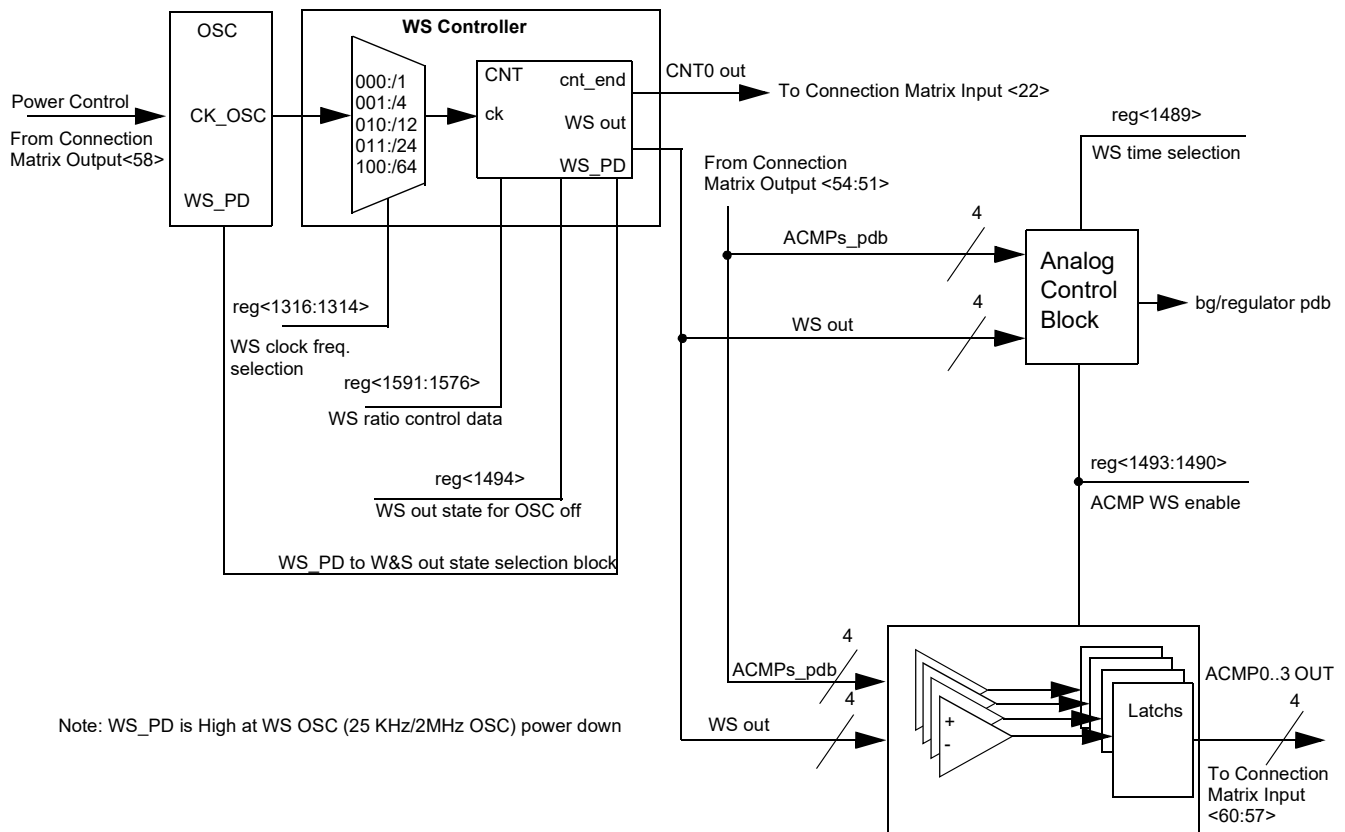 OSC
WS Controller
000:/1
001:/4
010:/12
011:/24
100:/64
CNT
cnt_end
ck
WS out
WS_PD
CNT0 out
To Connection Matrix Input <22>
Power Control
CK_OSC
From Connection
Matrix Output<58>
WS_PD
reg<1489>
WS time selection
From Connection
Matrix Output <54:51>
4
ACMPs_pdb
Analog
Control
Block
bg/regulator pdb
4
WS out
reg<1316:1314>
WS clock freq.
selection
reg<1591:1576>
WS ratio control data
reg<1494>
WS out state for OSC off
reg<1493:1490>
ACMP WS enable
WS_PD to W&S out state selection block
4
ACMPs_pdb
4
WS out
+
-
Latchs
ACMP0..3 OUT
4
To Connection
Matrix Input
<60:57>
Note: WS_PD is High at WS OSC (25 KHz/2MHz OSC) power down